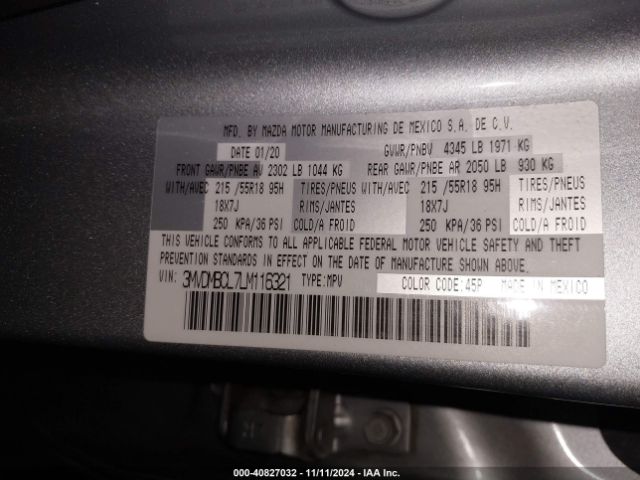 MFD. BY MAZDA MOTOR MANUFACTURING DE MEXICO S.A. DE C.V.
DATE 01/20 GVWR/PNBV 4345 LB 1971 KG
FRONT GAWR/PNBE AV 2302 LB 1044 KG REAR GAWR/PNBE AR 2050 LB 930 KG
WITH/AVEC 215 /55R18 95H TIRES/PNEUS WITH/AVEC 215 /55R18 95H TIRES/PNEUS
18X7J RIMS/JANTES 18X7J RIMS/JANTES
250 KPA/36 PSI COLD/A FROID 250 KPA/36 PSI COLD/A FROID
THIS VEHICLE CONFORMS TO ALL APPLICABLE FEDERAL MOTOR VEHICLE SAFETY AND THEFT
PREVENTION STANDARDS IN EFFECT ON THE DATE OF MANUFACTURE SHOWN ABOVE.
VIN: 3MVDMBCL7LM116321 TYPE:MPV COLOR CODE:45P MADE IN MEXICO
000-40827032 - 11/11/2024 - IAA Inc.